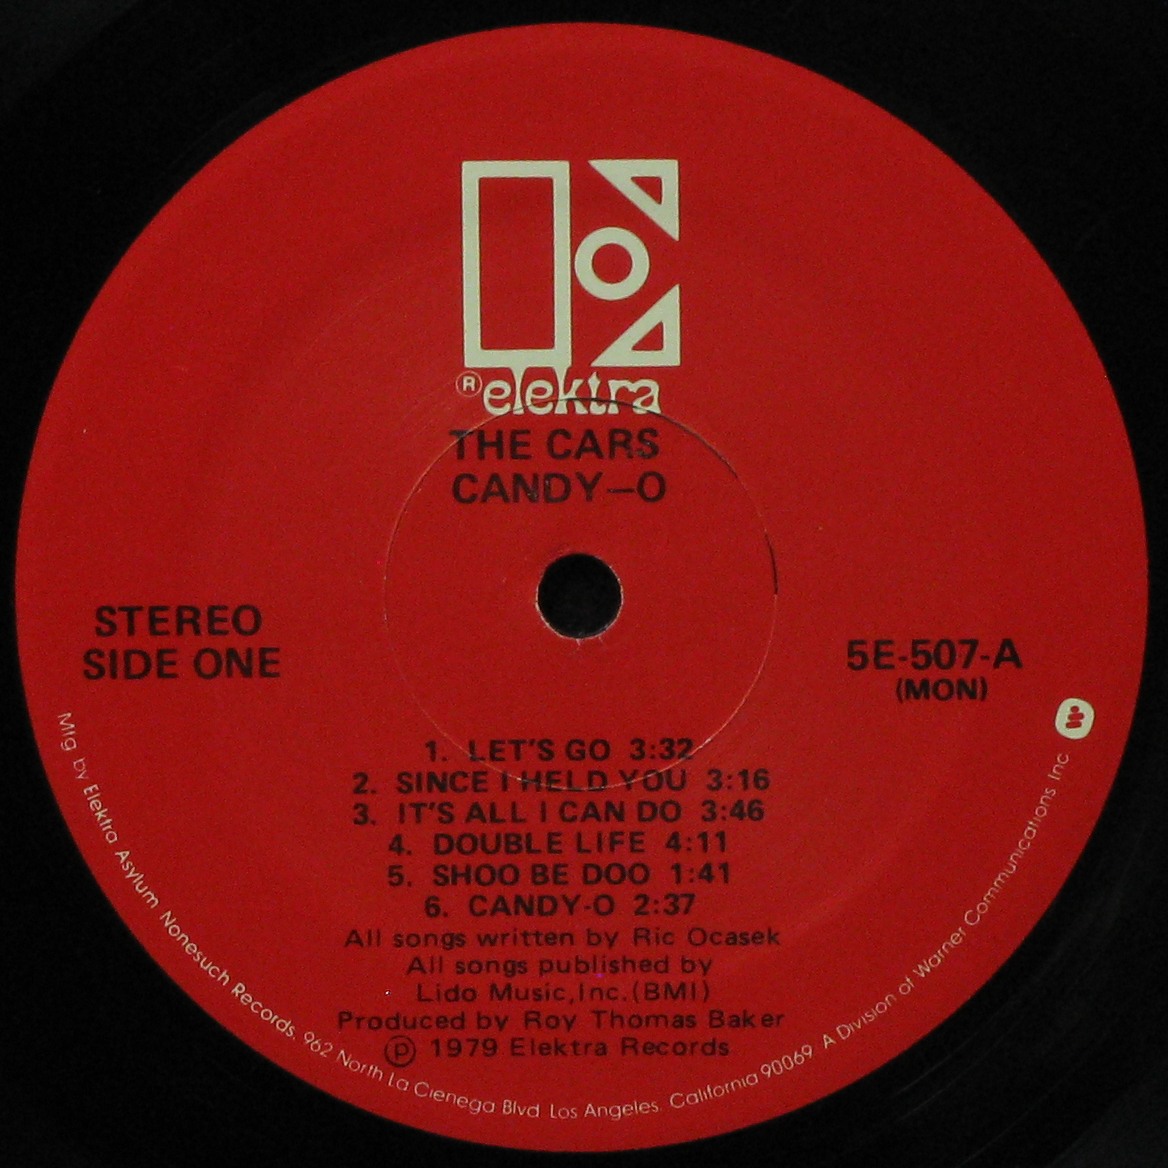 ® elektra
THE CARS
CANDY—O
STEREO
SIDE ONE
5E-507-A
(MON)
1. LET'S GO 3:32
2. SINCE I HELD YOU 3:16
3. IT'S ALL I CAN DO 3:46
4. DOUBLE LIFE 4:11
5. SHOO BE DOO 1:41
6. CANDY-O 2:37
All songs written by Ric Ocasek
All songs published by
Lido Music,Inc.(BMI)
Produced by Roy Thomas Baker
℗ 1979 Elektra Records
Mfg by Elektra Asylum Nonesuch Records, 962 North La Cienega Blvd Los Angeles, California 90069 A Division of Warner Communications Inc